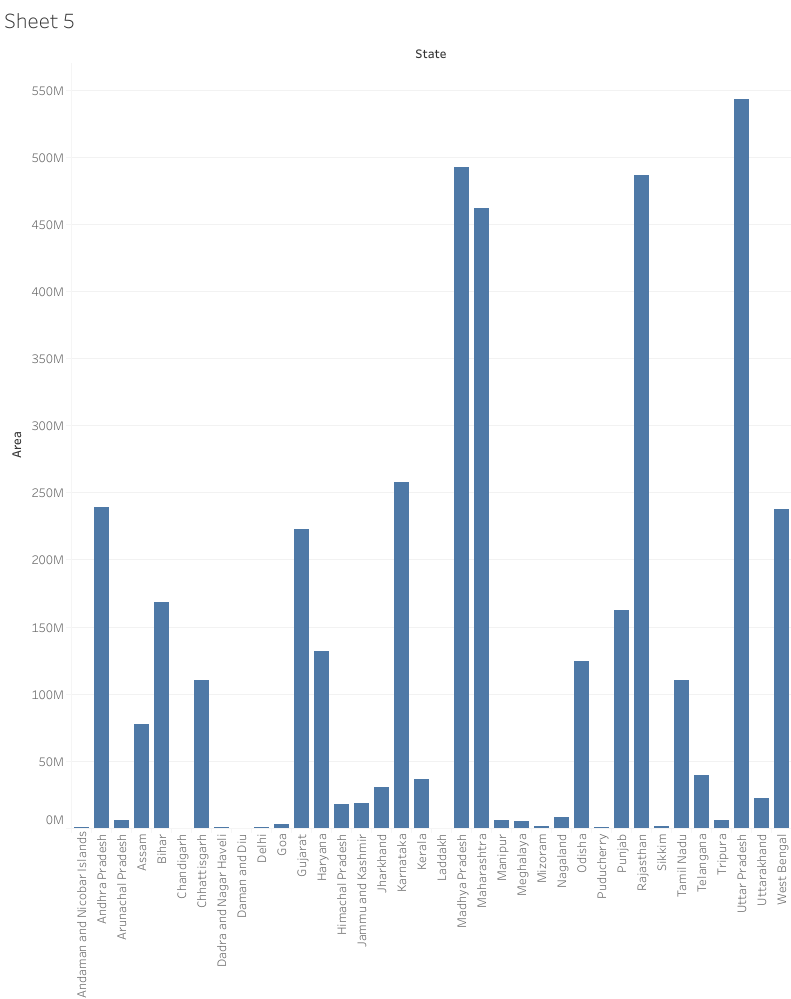 Sheet 5
State
Area
550M
500M
450M
400M
350M
300M
250M
200M
150M
100M
50M
0M
Andaman and Nicobar Islands
Andhra Pradesh
Arunachal Pradesh
Assam
Bihar
Chandigarh
Chhattisgarh
Dadra and Nagar Haveli
Daman and Diu
Delhi
Goa
Gujarat
Haryana
Himachal Pradesh
Jammu and Kashmir
Jharkhand
Karnataka
Kerala
Laddakh
Madhya Pradesh
Maharashtra
Manipur
Meghalaya
Mizoram
Nagaland
Odisha
Puducherry
Punjab
Rajasthan
Sikkim
Tamil Nadu
Telangana
Tripura
Uttar Pradesh
Uttarakhand
West Bengal